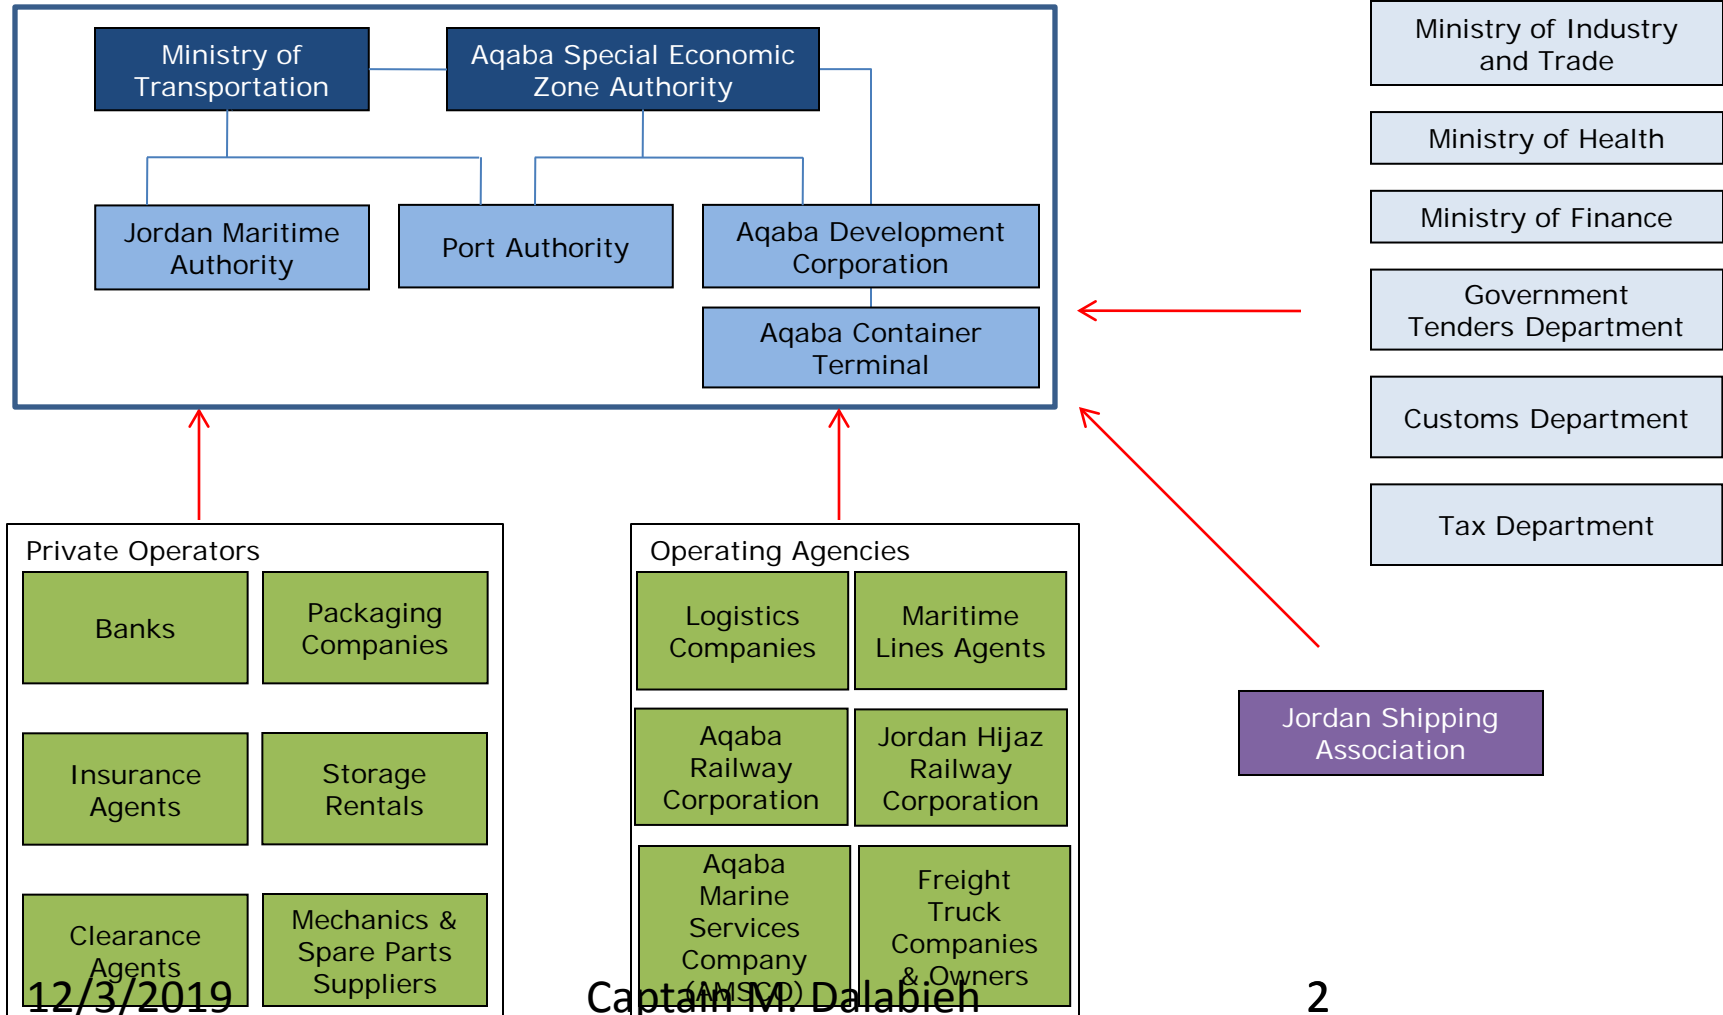 Ministry of
Transportation
Aqaba Special Economic
Zone Authority
Jordan Maritime
Authority
Port Authority
Aqaba Development
Corporation
Aqaba Container
Terminal
Ministry of Industry
and Trade
Ministry of Health
Ministry of Finance
Government
Tenders Department
Customs Department
Tax Department
Private Operators
Banks
Packaging
Companies
Insurance
Agents
Storage
Rentals
Clearance
Agents
Mechanics &
Spare Parts
Suppliers
Operating Agencies
Logistics
Companies
Maritime
Lines Agents
Aqaba
Railway
Corporation
Jordan Hijaz
Railway
Corporation
Aqaba
Marine
Services
Company
(AMSCO)
Freight
Truck
Companies
& Owners
Jordan Shipping
Association
12/3/2019
Captain M. Dalabieh
2